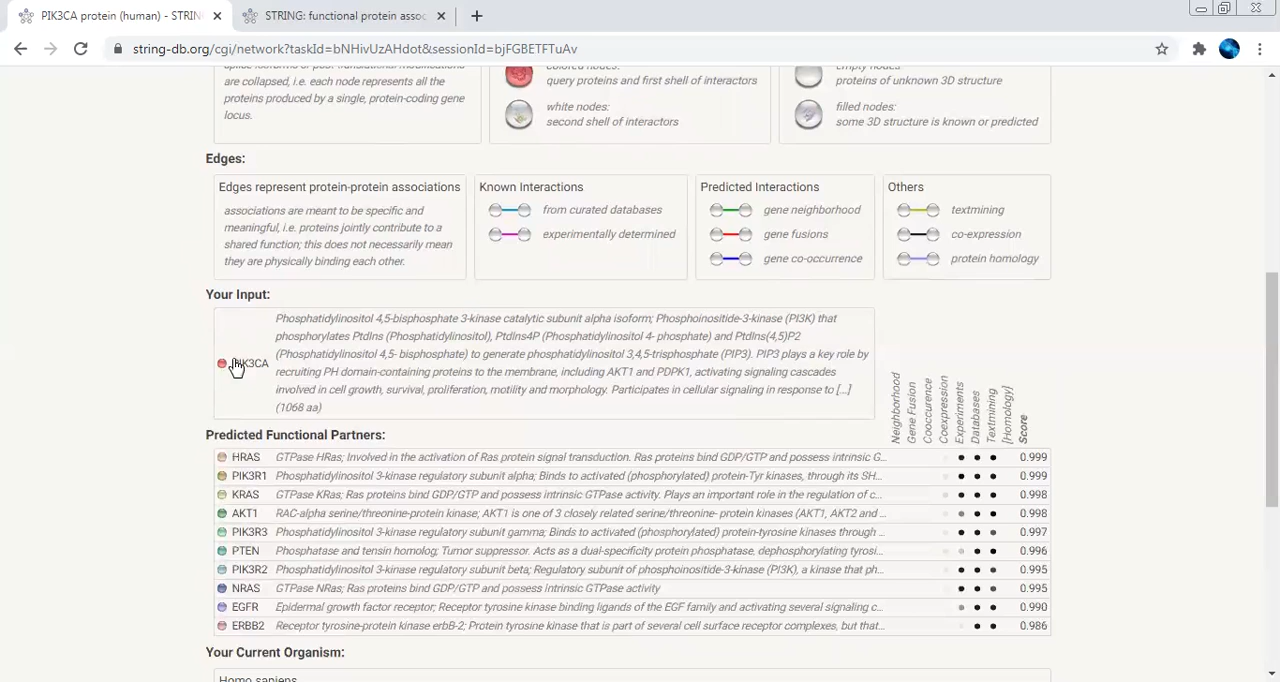 PIK3CA protein (human) - STRIN
STRING: functional protein assoc
string-db.org/cgi/network?taskId=bNHivUzAHdot&sessionId=bjFGBETFTuAv
are collapsed, i.e. each node represents all the
proteins produced by a single, protein-coding gene
locus.
query proteins and first shell of interactors
white nodes:
second shell of interactors
proteins of unknown 3D structure
filled nodes:
some 3D structure is known or predicted
Edges:
Edges represent protein-protein associations
associations are meant to be specific and
meaningful, i.e. proteins jointly contribute to a
shared function; this does not necessarily mean
they are physically binding each other.
Known Interactions
from curated databases
experimentally determined
Predicted Interactions
gene neighborhood
gene fusions
gene co-occurrence
Others
textmining
co-expression
protein homology
Your Input:
PIK3CA
Phosphatidylinositol 4,5-bisphosphate 3-kinase catalytic subunit alpha isoform; Phosphoinositide-3-kinase (PI3K) that
phosphorylates PtdIns (Phosphatidylinositol), PtdIns4P (Phosphatidylinositol 4- phosphate) and PtdIns(4,5)P2
(Phosphatidylinositol 4,5- bisphosphate) to generate phosphatidylinositol 3,4,5-trisphosphate (PIP3). PIP3 plays a key role by
recruiting PH domain-containing proteins to the membrane, including AKT1 and PDPK1, activating signaling cascades
involved in cell growth, survival, proliferation, motility and morphology. Participates in cellular signaling in response to [...]
(1068 aa)
Neighborhood
Gene Fusion
Cooccurence
Coexpression
Experiments
Databases
Textmining
[Homology]
Score
Predicted Functional Partners:
HRAS GTPase HRas; Involved in the activation of Ras protein signal transduction. Ras proteins bind GDP/GTP and possess intrinsic G... 0.999
PIK3R1 Phosphatidylinositol 3-kinase regulatory subunit alpha; Binds to activated (phosphorylated) protein-Tyr kinases, through its SH... 0.999
KRAS GTPase KRas; Ras proteins bind GDP/GTP and possess intrinsic GTPase activity. Plays an important role in the regulation of c... 0.998
AKT1 RAC-alpha serine/threonine-protein kinase; AKT1 is one of 3 closely related serine/threonine- protein kinases (AKT1, AKT2 and ... 0.998
PIK3R3 Phosphatidylinositol 3-kinase regulatory subunit gamma; Binds to activated (phosphorylated) protein-tyrosine kinases through ... 0.997
PTEN Phosphatase and tensin homolog; Tumor suppressor. Acts as a dual-specificity protein phosphatase, dephosphorylating tyrosi... 0.996
PIK3R2 Phosphatidylinositol 3-kinase regulatory subunit beta; Regulatory subunit of phosphoinositide-3-kinase (PI3K), a kinase that ph... 0.995
NRAS GTPase NRas; Ras proteins bind GDP/GTP and possess intrinsic GTPase activity 0.995
EGFR Epidermal growth factor receptor; Receptor tyrosine kinase binding ligands of the EGF family and activating several signaling c... 0.990
ERBB2 Receptor tyrosine-protein kinase erbB-2; Protein tyrosine kinase that is part of several cell surface receptor complexes, but that... 0.986
Your Current Organism:
Homo sapiens